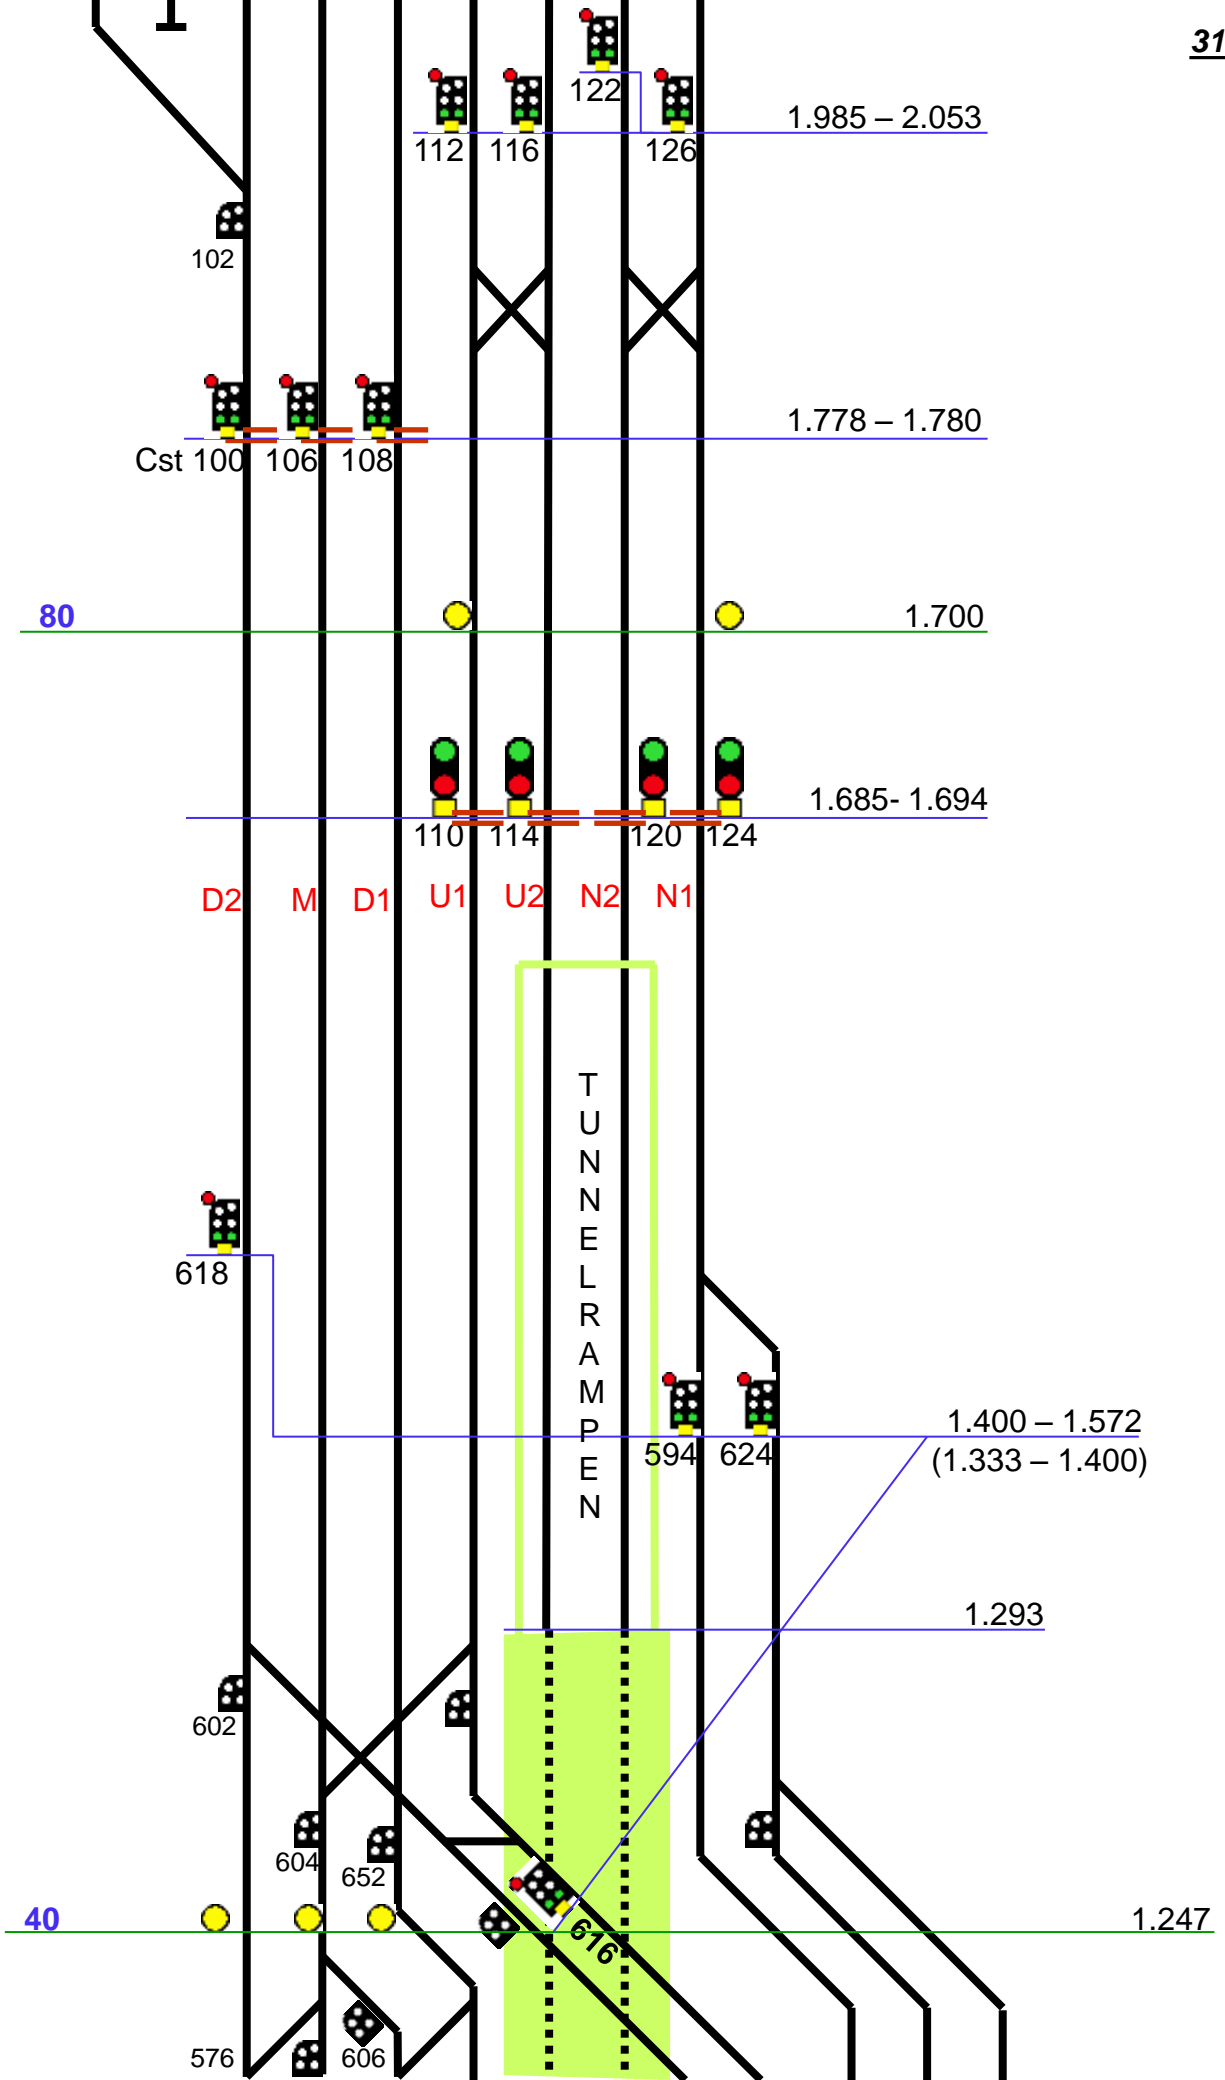 31
122
1.985 – 2.053
112 116 126
102
1.778 – 1.780
Cst 100 106 108
80 1.700
1.685- 1.694
110 114 120 124
D2 M D1 U1 U2 N2 N1
T
U
N
N
E
L
R
A
M
P
E
N
618
1.400 – 1.572
594 624
(1.333 – 1.400)
1.293
602
604
652
40 1.247
616
576 606